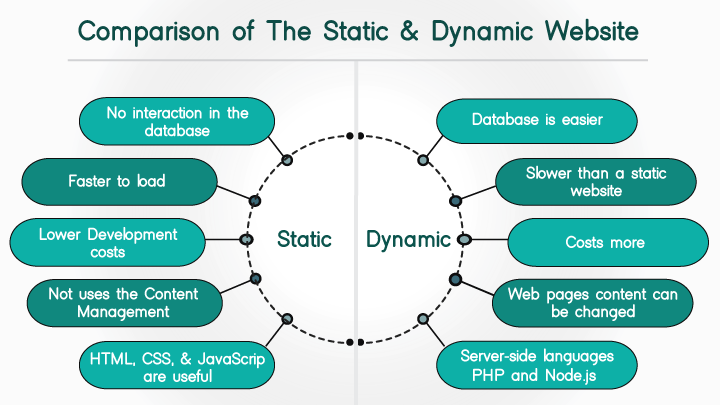 Comparison of The Static & Dynamic Website
No interaction in the
database
Faster to load
Lower Development
costs
Not uses the Content
Management
HTML, CSS, & JavaScrip
are useful
Static
Dynamic
Database is easier
Slower than a static
website
Costs more
Web pages content can
be changed
Server-side languages
PHP and Node.js